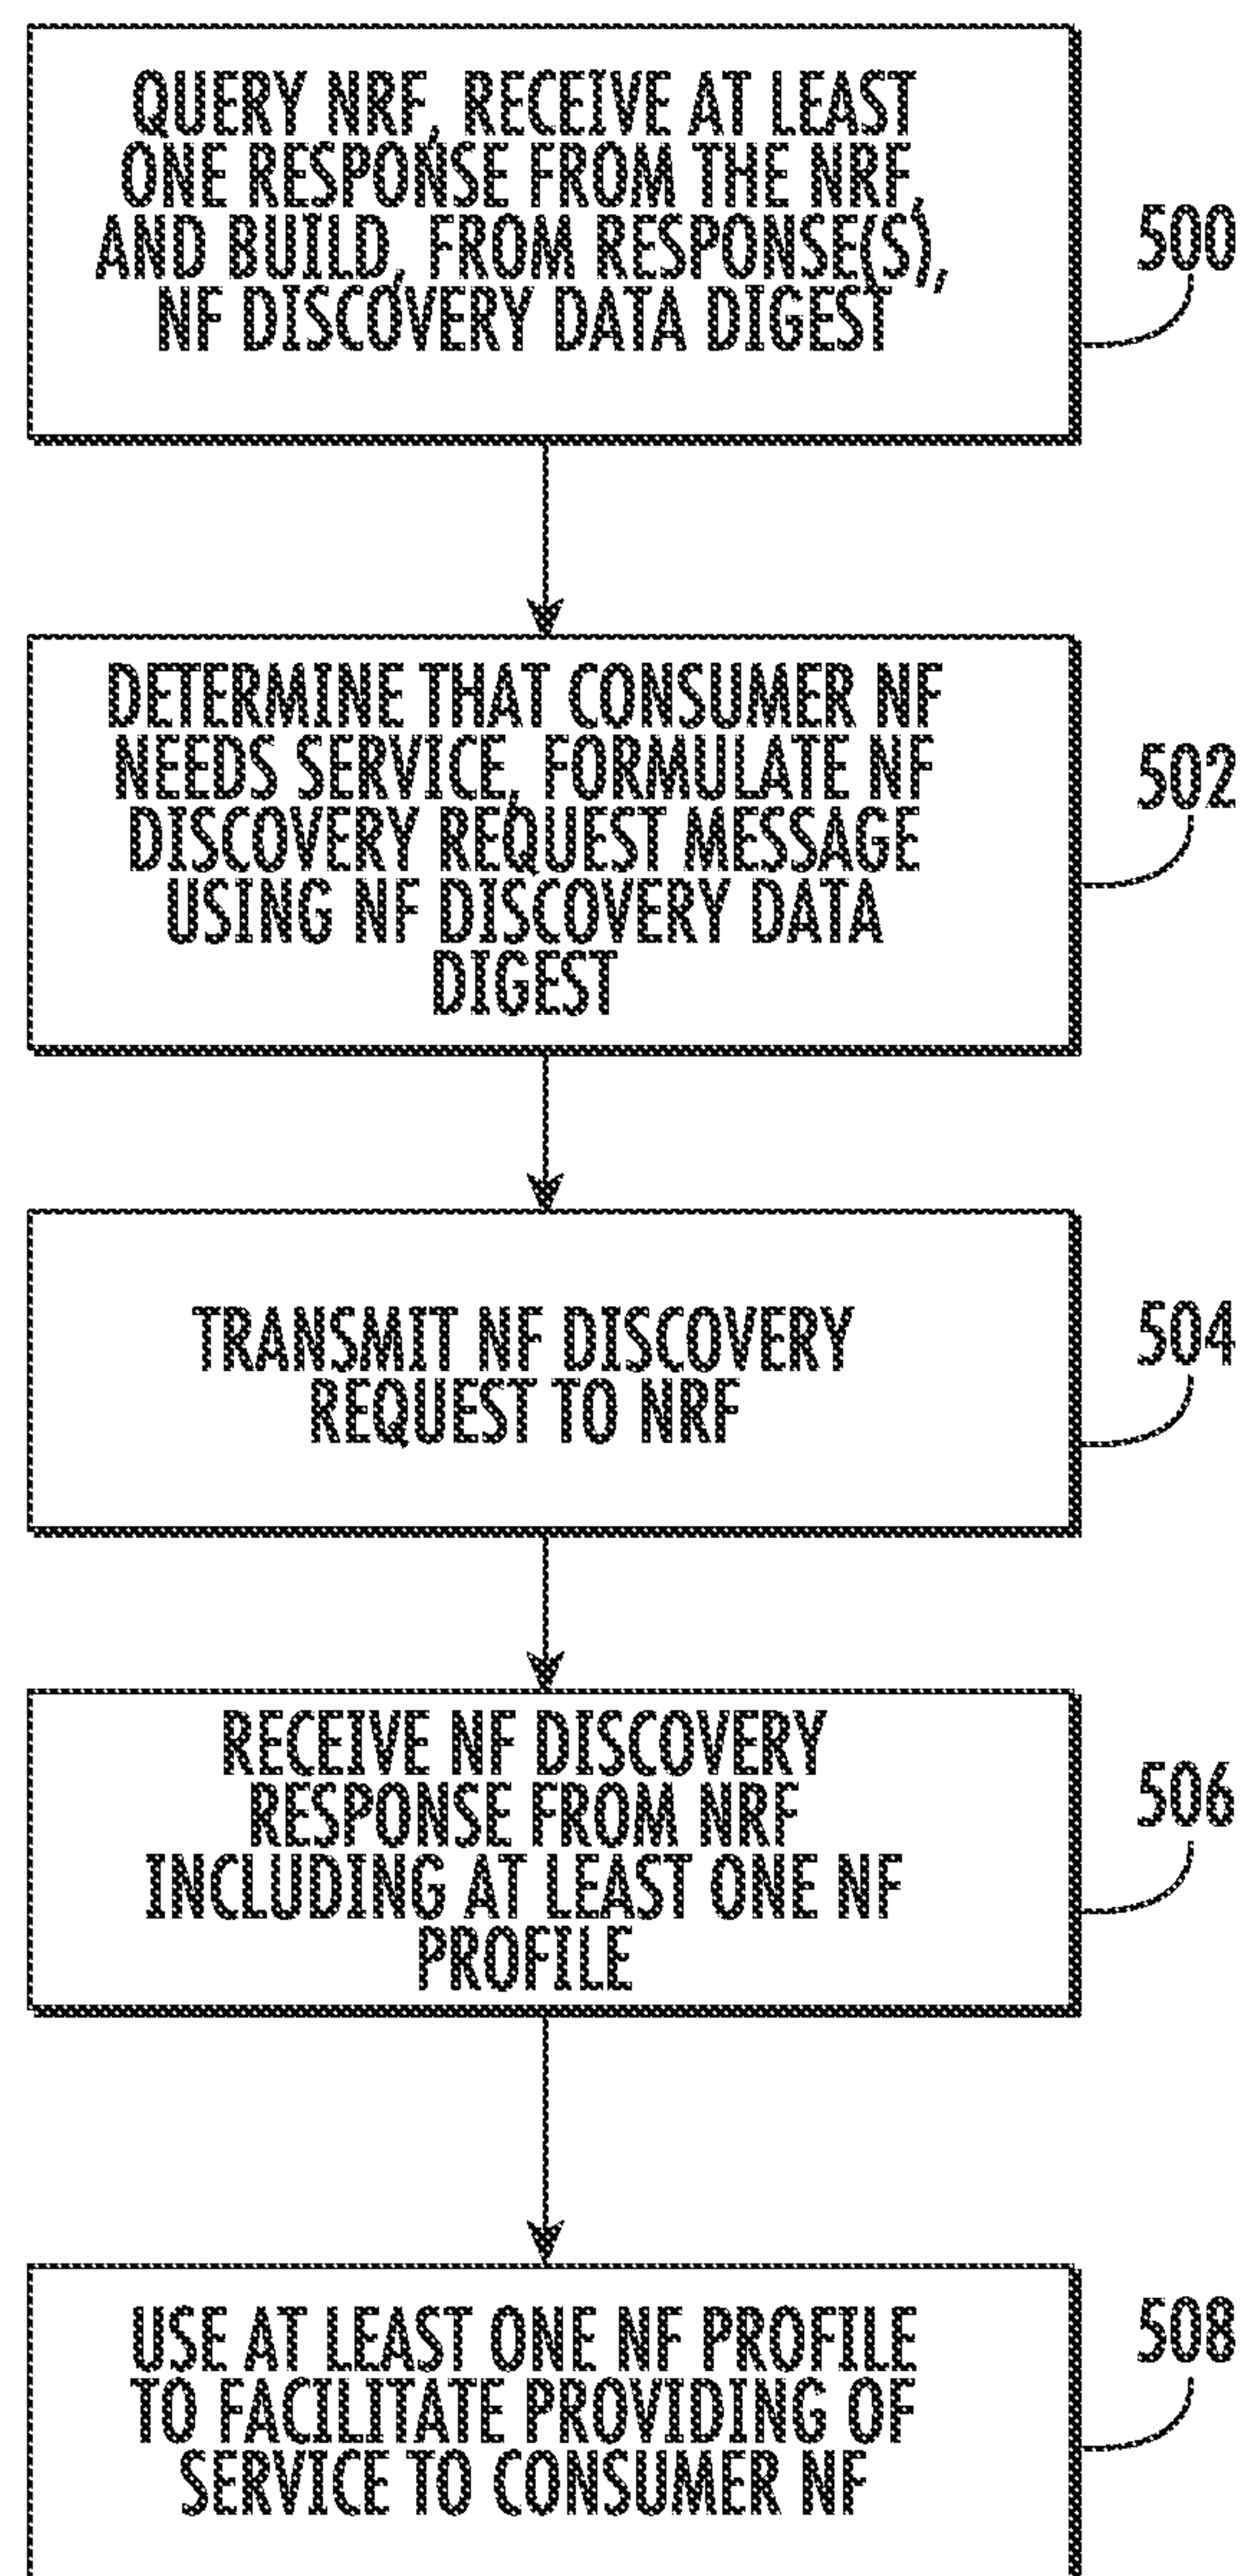 QUERY NRF, RECEIVE AT LEAST
ONE RESPONSE FROM THE NRF,
AND BUILD, FROM RESPONSE(S),
NF DISCOVERY DATA DIGEST
500
DETERMINE THAT CONSUMER NF
NEEDS SERVICE, FORMULATE NF
DISCOVERY REQUEST MESSAGE
USING NF DISCOVERY DATA
DIGEST
502
TRANSMIT NF DISCOVERY
REQUEST TO NRF
504
RECEIVE NF DISCOVERY
RESPONSE FROM NRF
INCLUDING AT LEAST ONE NF
PROFILE
506
USE AT LEAST ONE NF PROFILE
TO FACILITATE PROVIDING OF
SERVICE TO CONSUMER NF
508